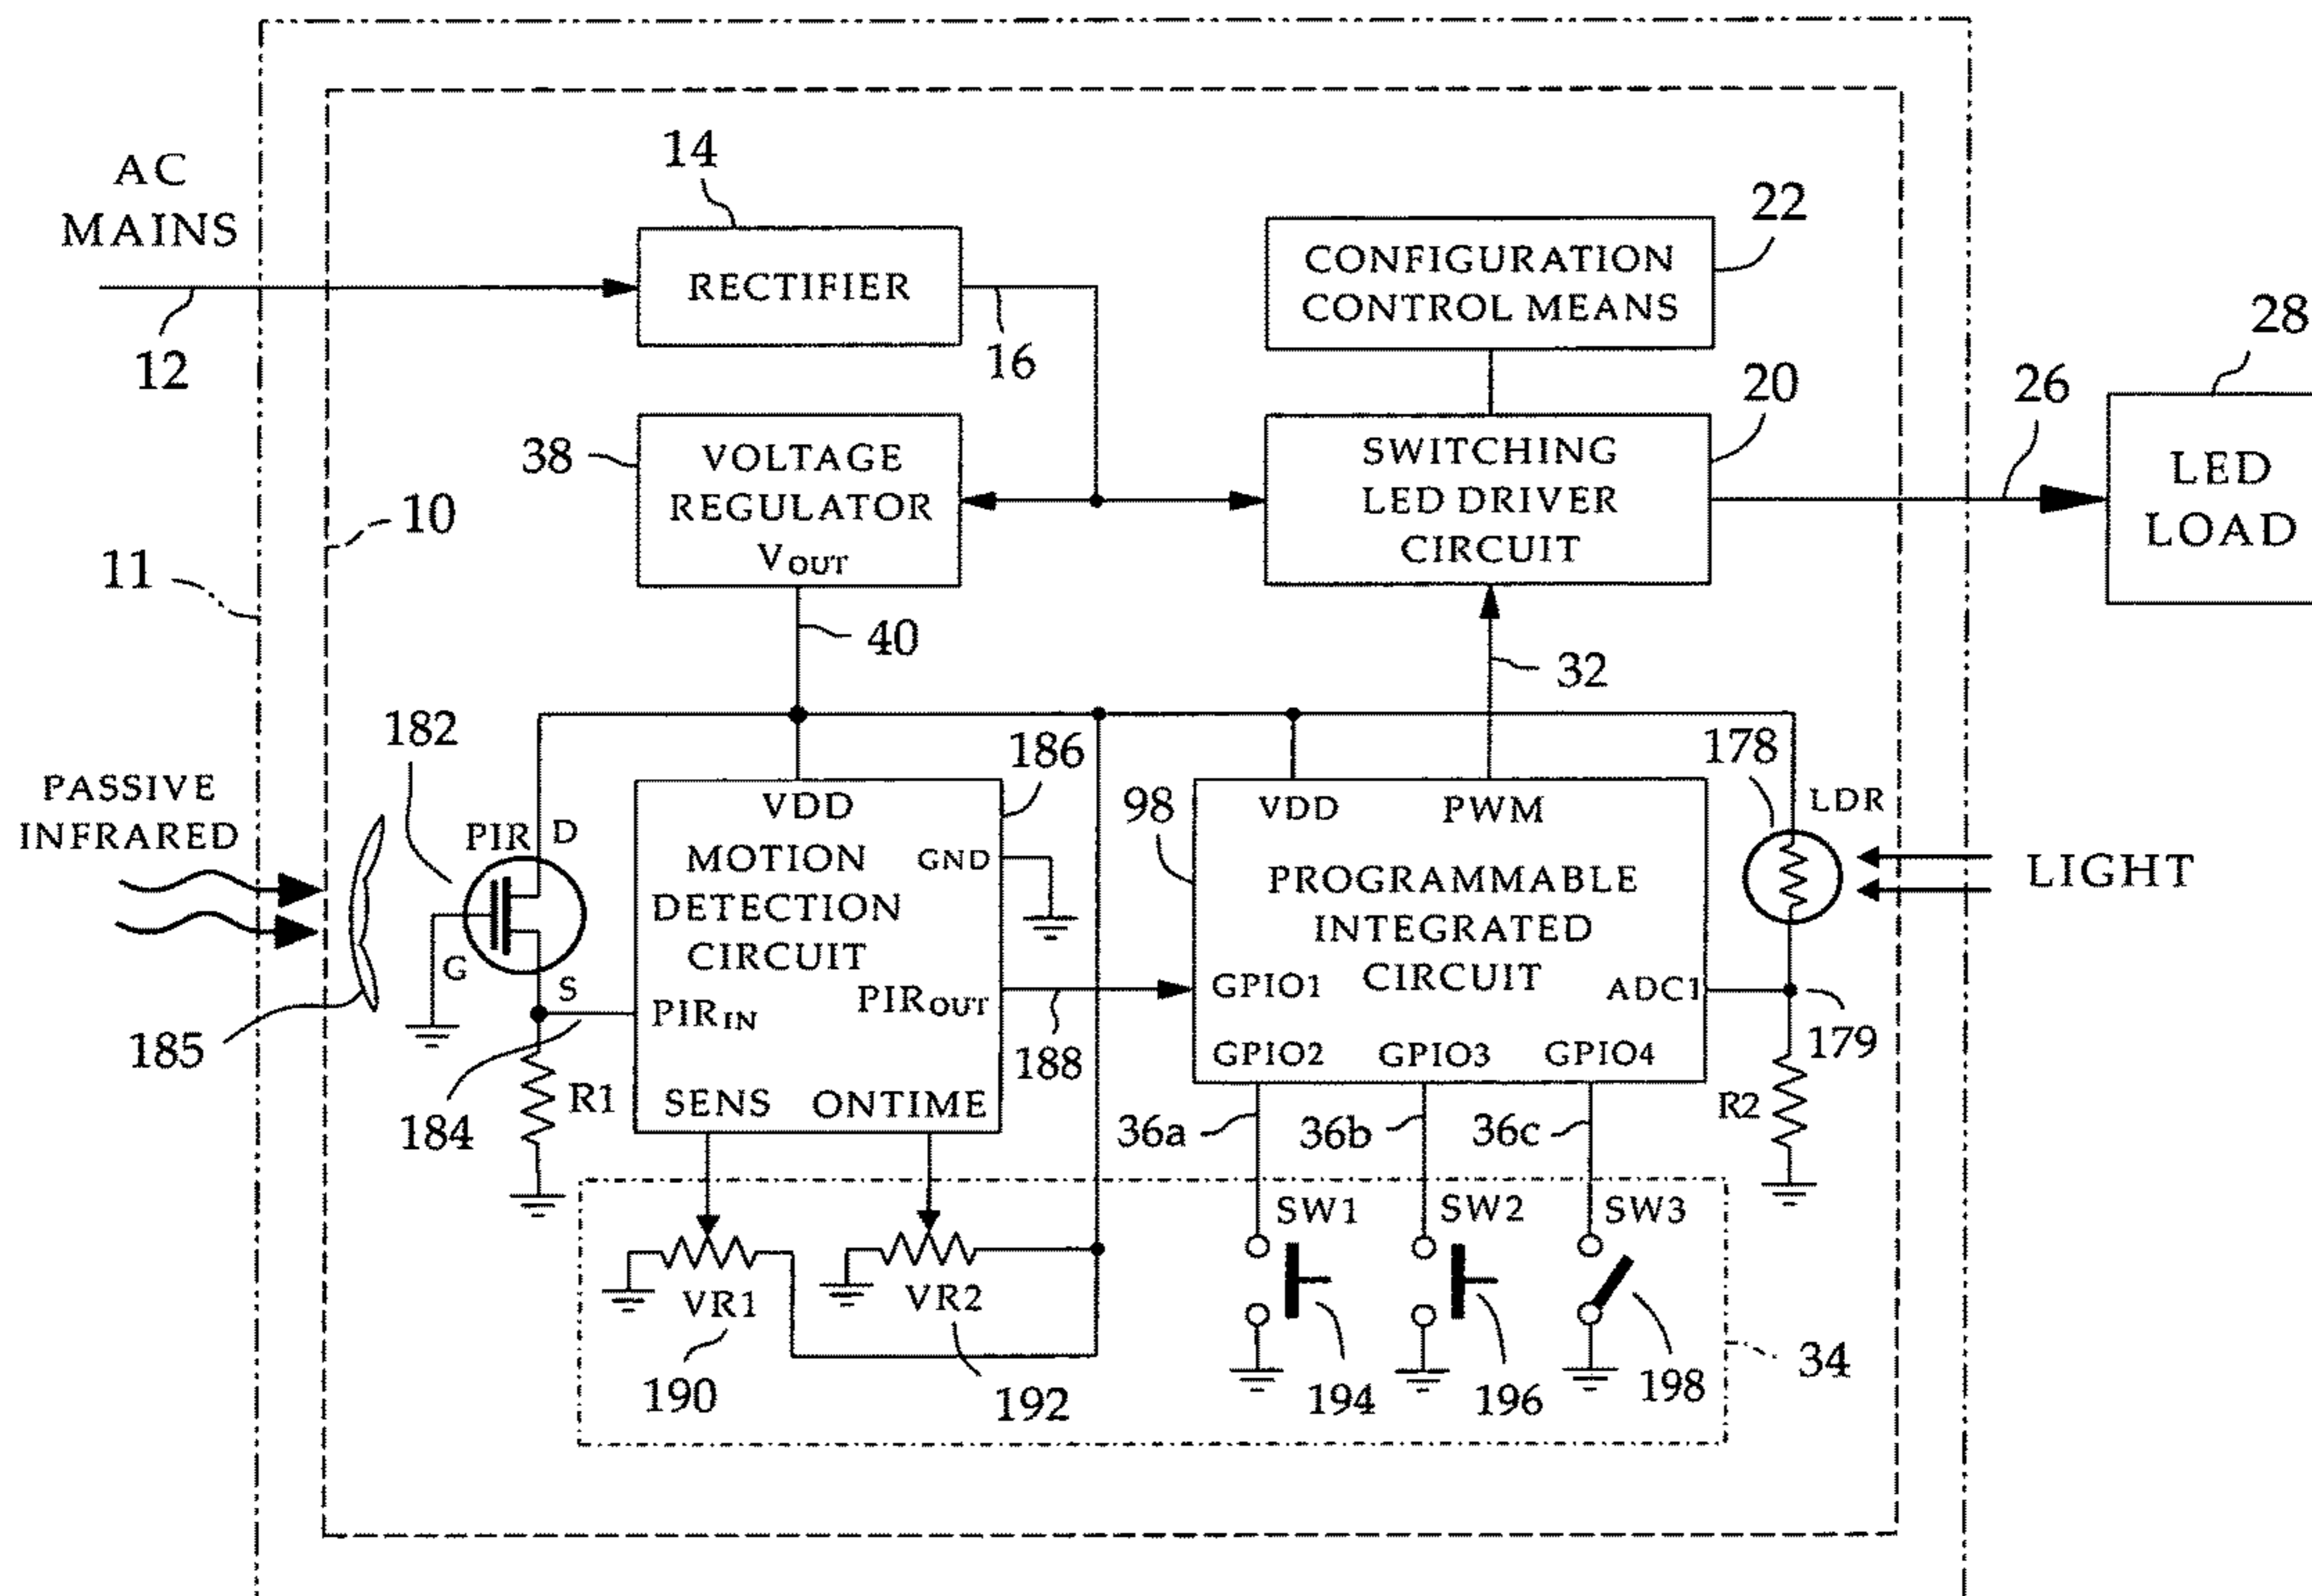 AC
MAINS
12
14
RECTIFIER
16
22
CONFIGURATION
CONTROL MEANS
28
LED
LOAD
26
20
SWITCHING
LED DRIVER
CIRCUIT
38
VOLTAGE
REGULATOR
VOUT
10
11
40
32
182
PASSIVE
INFRARED
185
PIR
D
G
S
184
R1
186
VDD
MOTION
DETECTION
CIRCUIT
GND
PIRIN
PIROUT
SENS
ONTIME
188
98
VDD
PWM
PROGRAMMABLE
INTEGRATED
CIRCUIT
GPIO1
ADC1
GPIO2
GPIO3
GPIO4
178
LDR
LIGHT
179
R2
36a
36b
36c
SW1
SW2
SW3
VR1
VR2
190
192
194
196
198
34